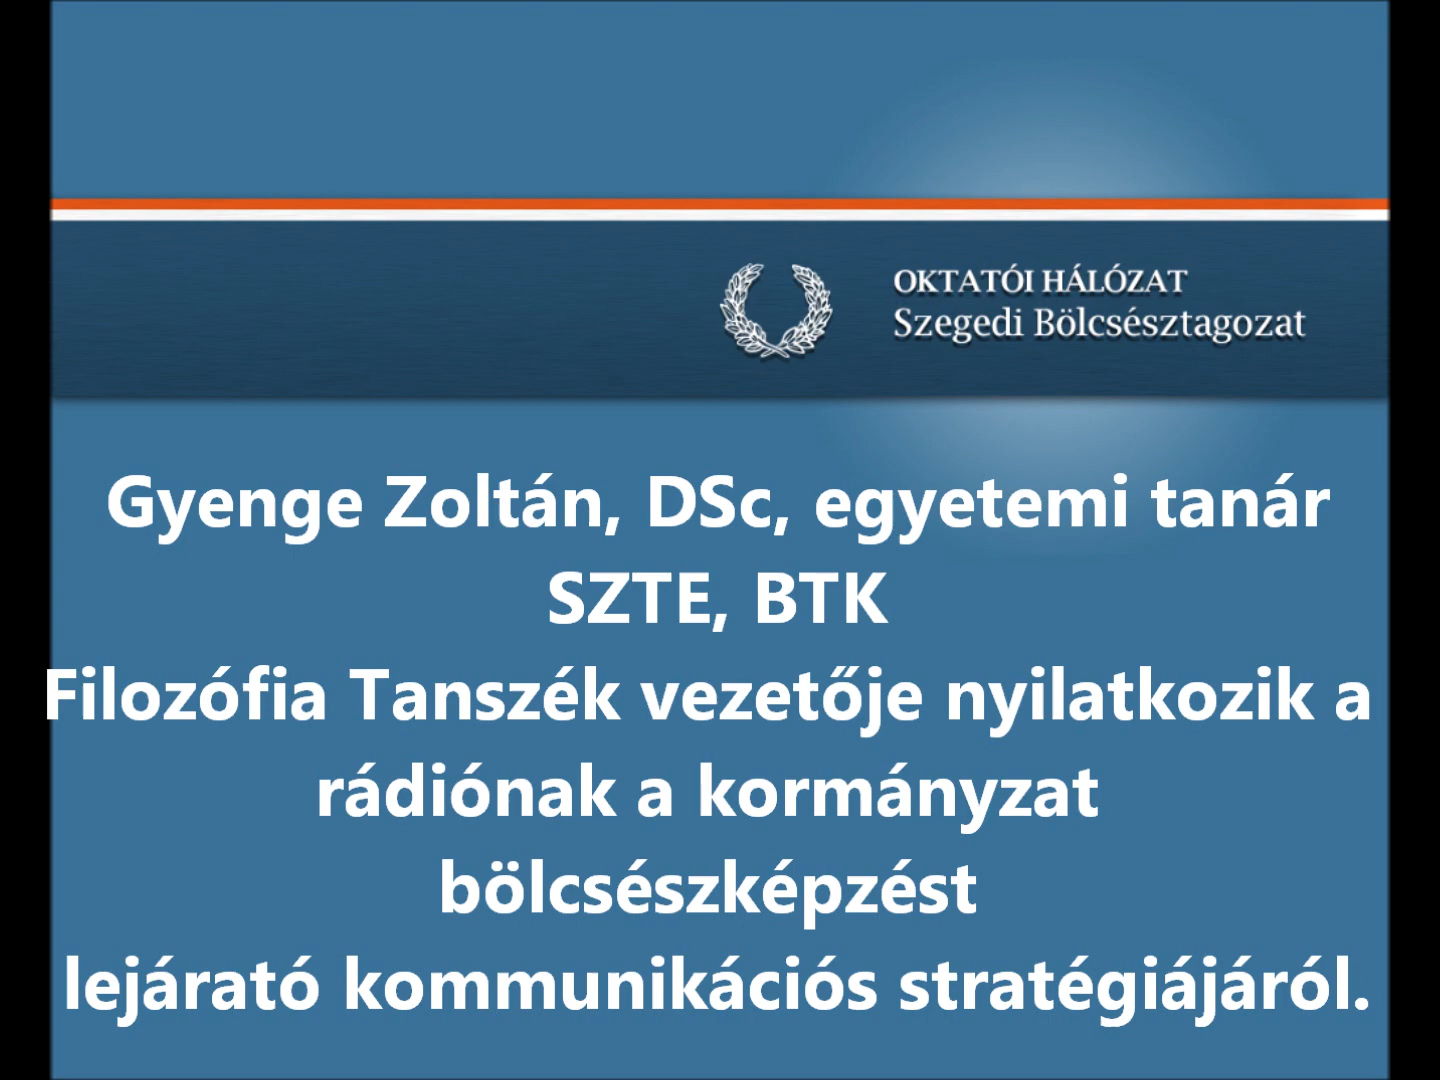 OKTATÓI HÁLÓZAT
Szegedi Bölcsésztagozat
Gyenge Zoltán, DSc, egyetemi tanár
SZTE, BTK
Filozófia Tanszék vezetője nyilatkozik a
rádiónak a kormányzat
bölcsészképzést
lejárató kommunikációs stratégiájáról.